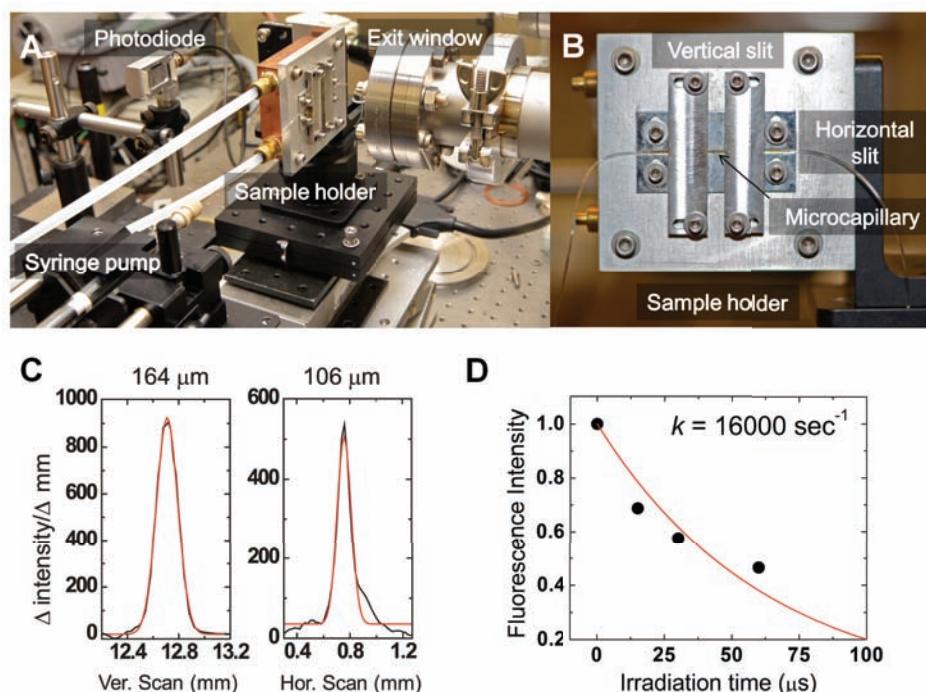 A
Photodiode
Exit window
Sample holder
Syringe pump
B
Vertical slit
Horizontal
slit
Microcapillary
Sample holder
C
164 μm
106 μm
Δ intensity/Δ mm
1000
800
600
400
200
0
12.4 12.8 13.2
Ver. Scan (mm)
600
400
200
0
0.4 0.8 1.2
Hor. Scan (mm)
D
k = 16000 sec⁻¹
Fluorescence Intensity
1.0
0.8
0.6
0.4
0.2
0 25 50 75 100
Irradiation time (μs)